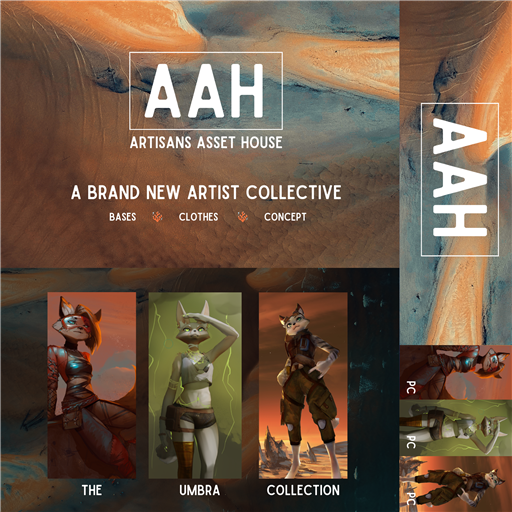 AAH
ARTISANS ASSET HOUSE
A BRAND NEW ARTIST COLLECTIVE
BASES CLOTHES CONCEPT
THE UMBRA COLLECTION
AAH
PC
PC
PC